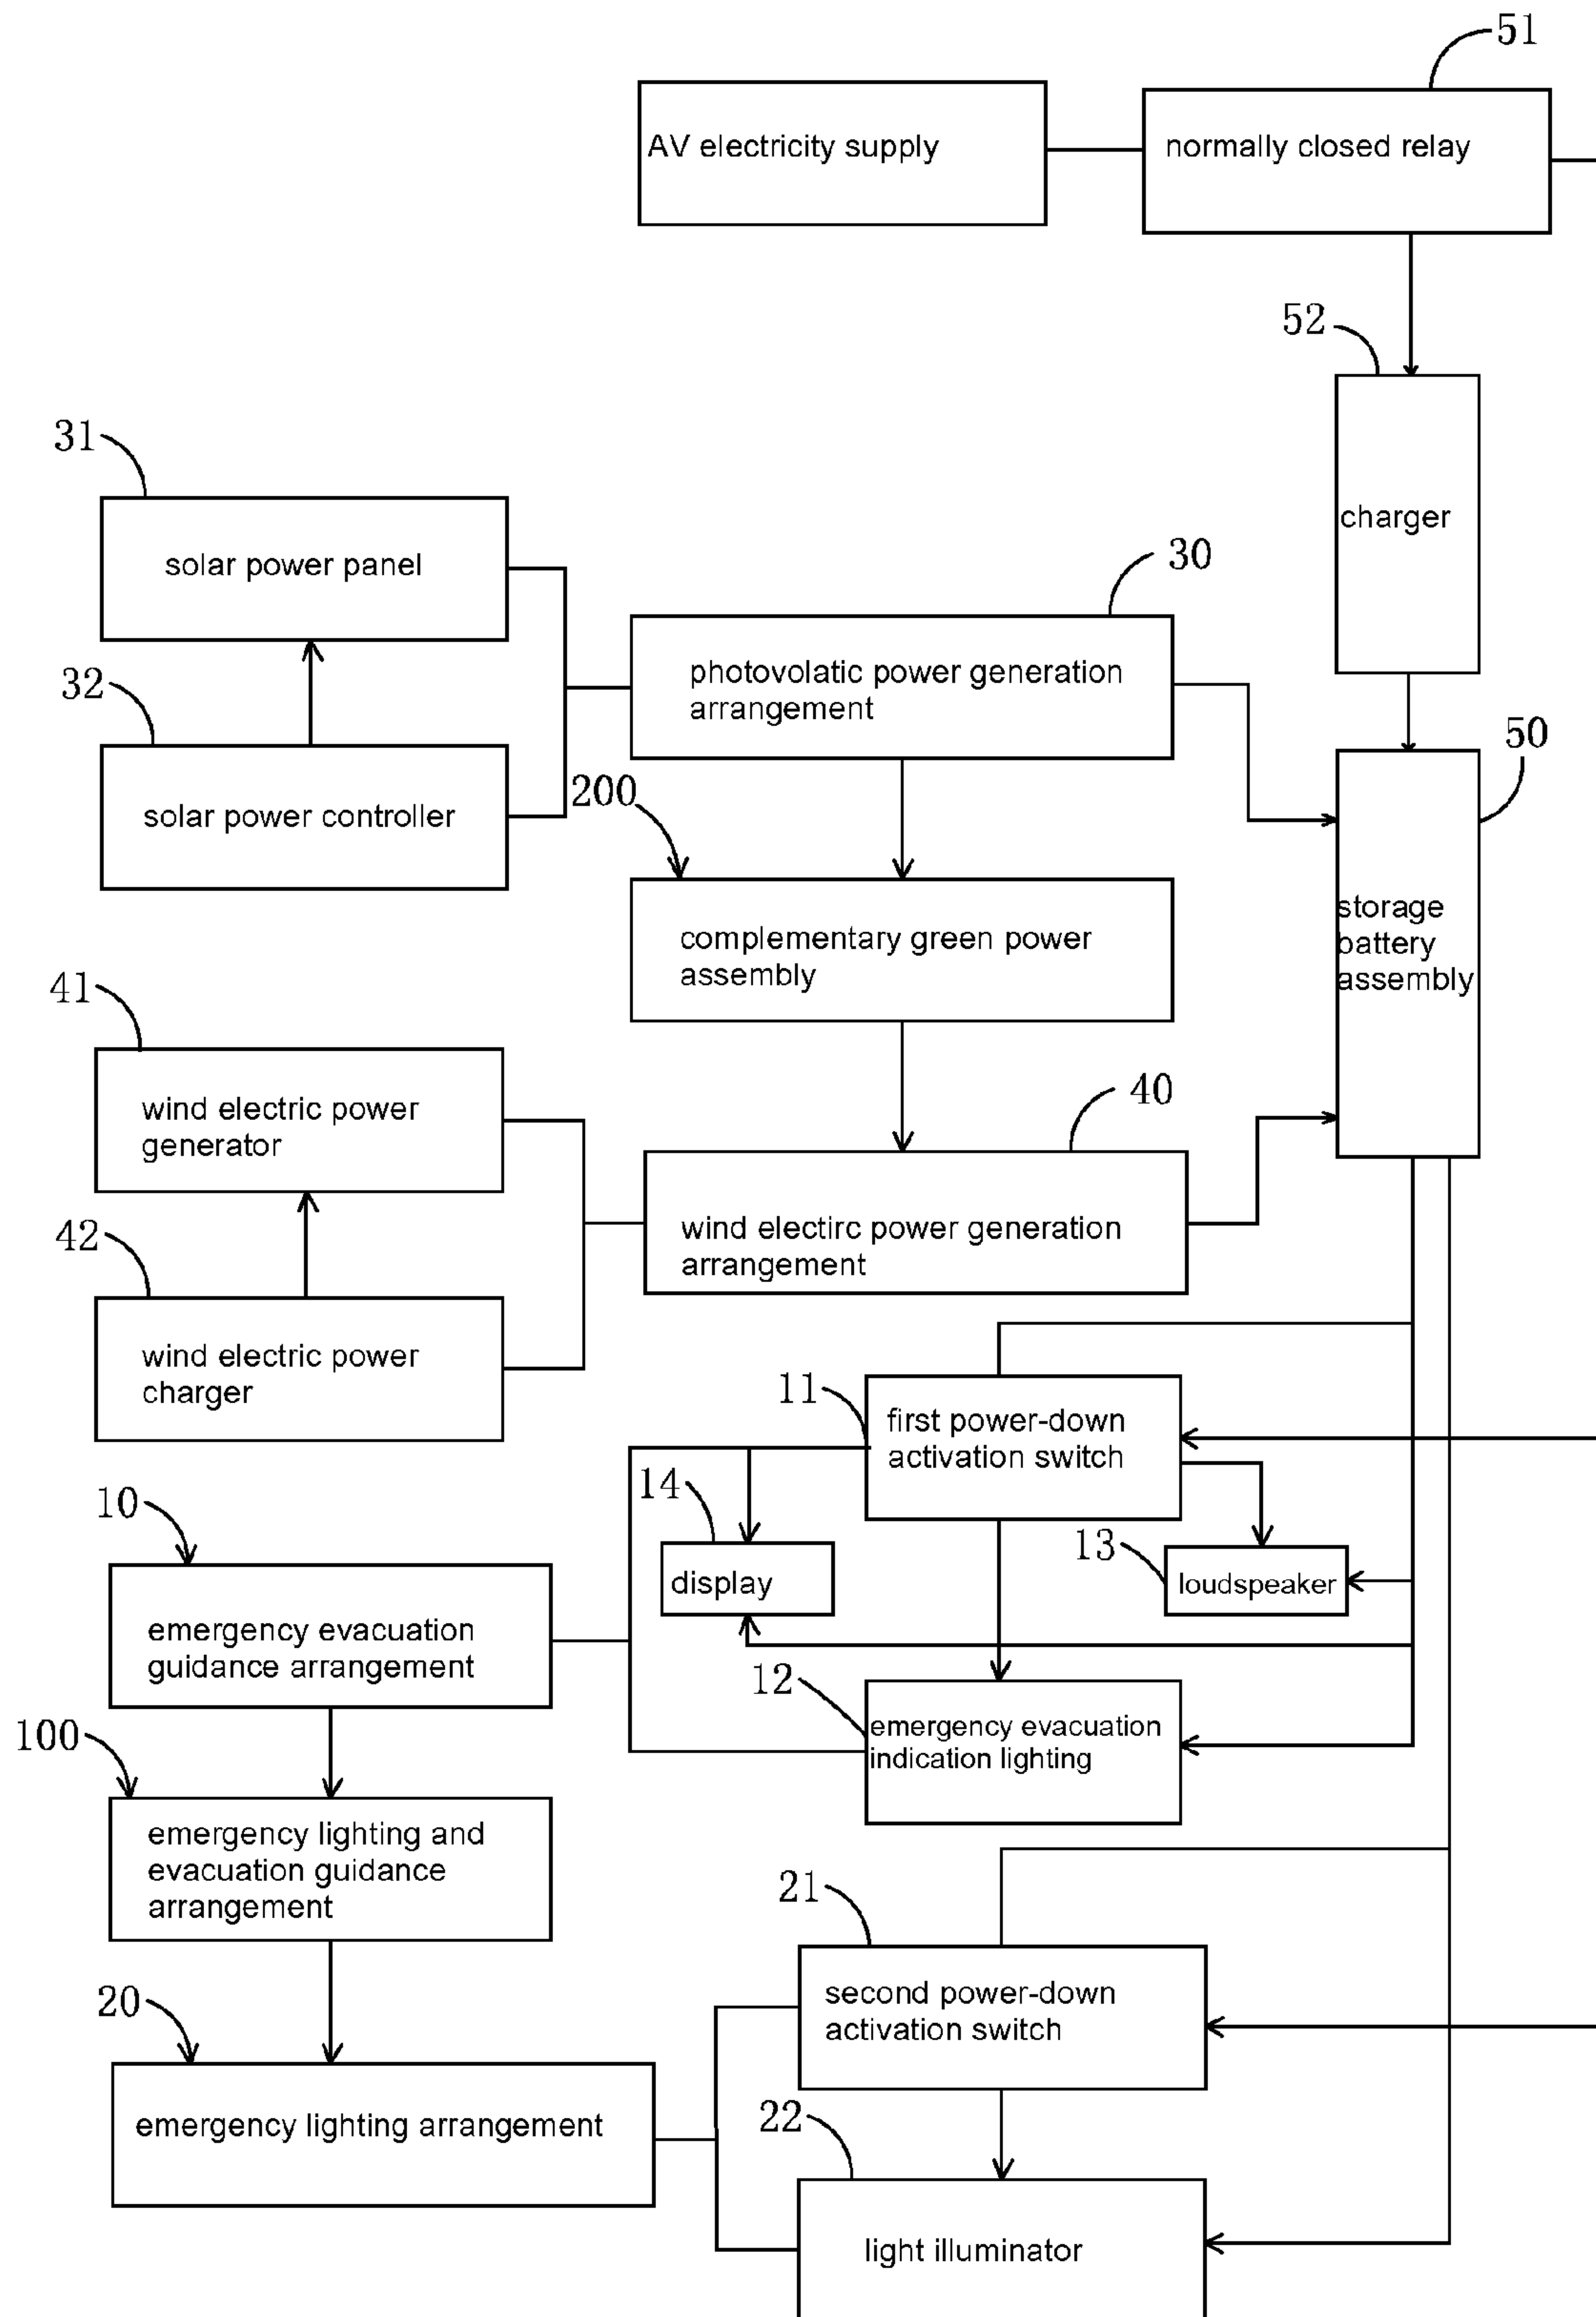 51
AV electricity supply
normally closed relay
52
charger
31
solar power panel
30
photovolatic power generation
arrangement
32
solar power controller
200
50
complementary green power
assembly
storage
battery
assembly
41
wind electric power
generator
40
wind electirc power generation
arrangement
42
wind electric power
charger
11
first power-down
activation switch
14
display
13
loudspeaker
10
emergency evacuation
guidance arrangement
12
emergency evacuation
indication lighting
100
emergency lighting and
evacuation guidance
arrangement
21
second power-down
activation switch
20
emergency lighting arrangement
22
light illuminator